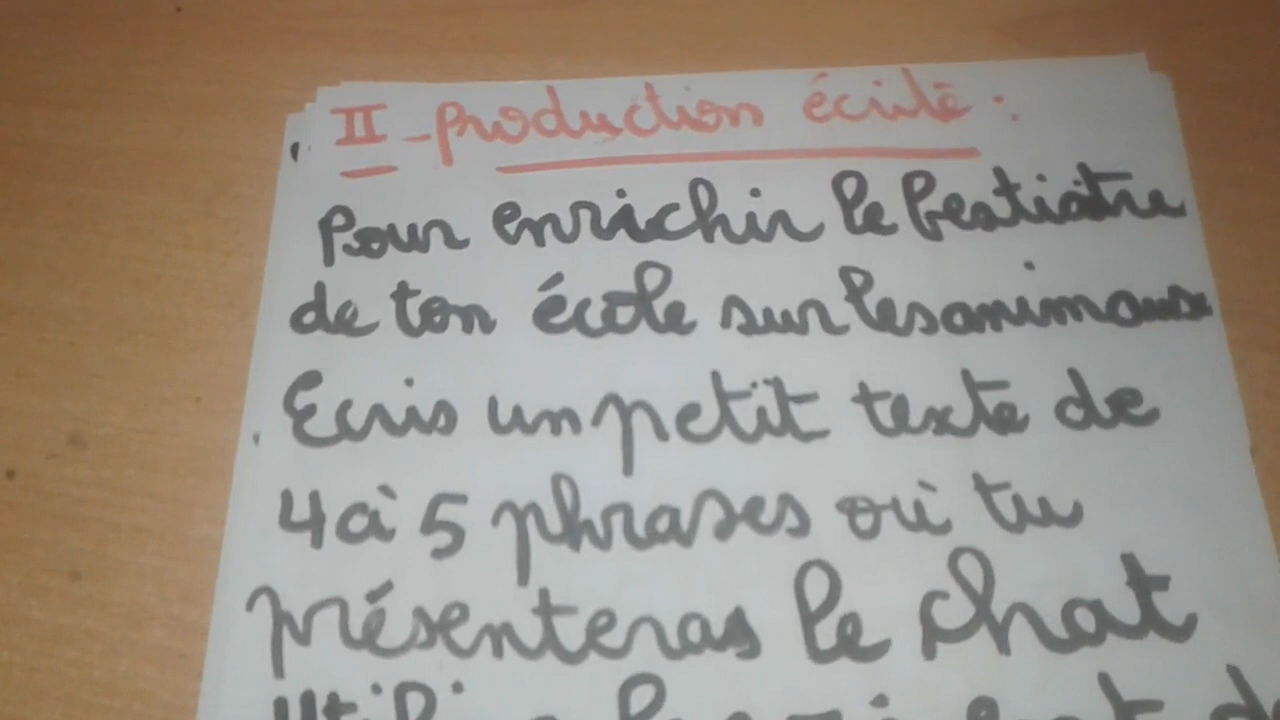 II - production écrite :
Pour enrichir le bestiaire
de ton école sur les animaux
Ecris un petit texte de
4 à 5 phrases où tu
présenteras le chat